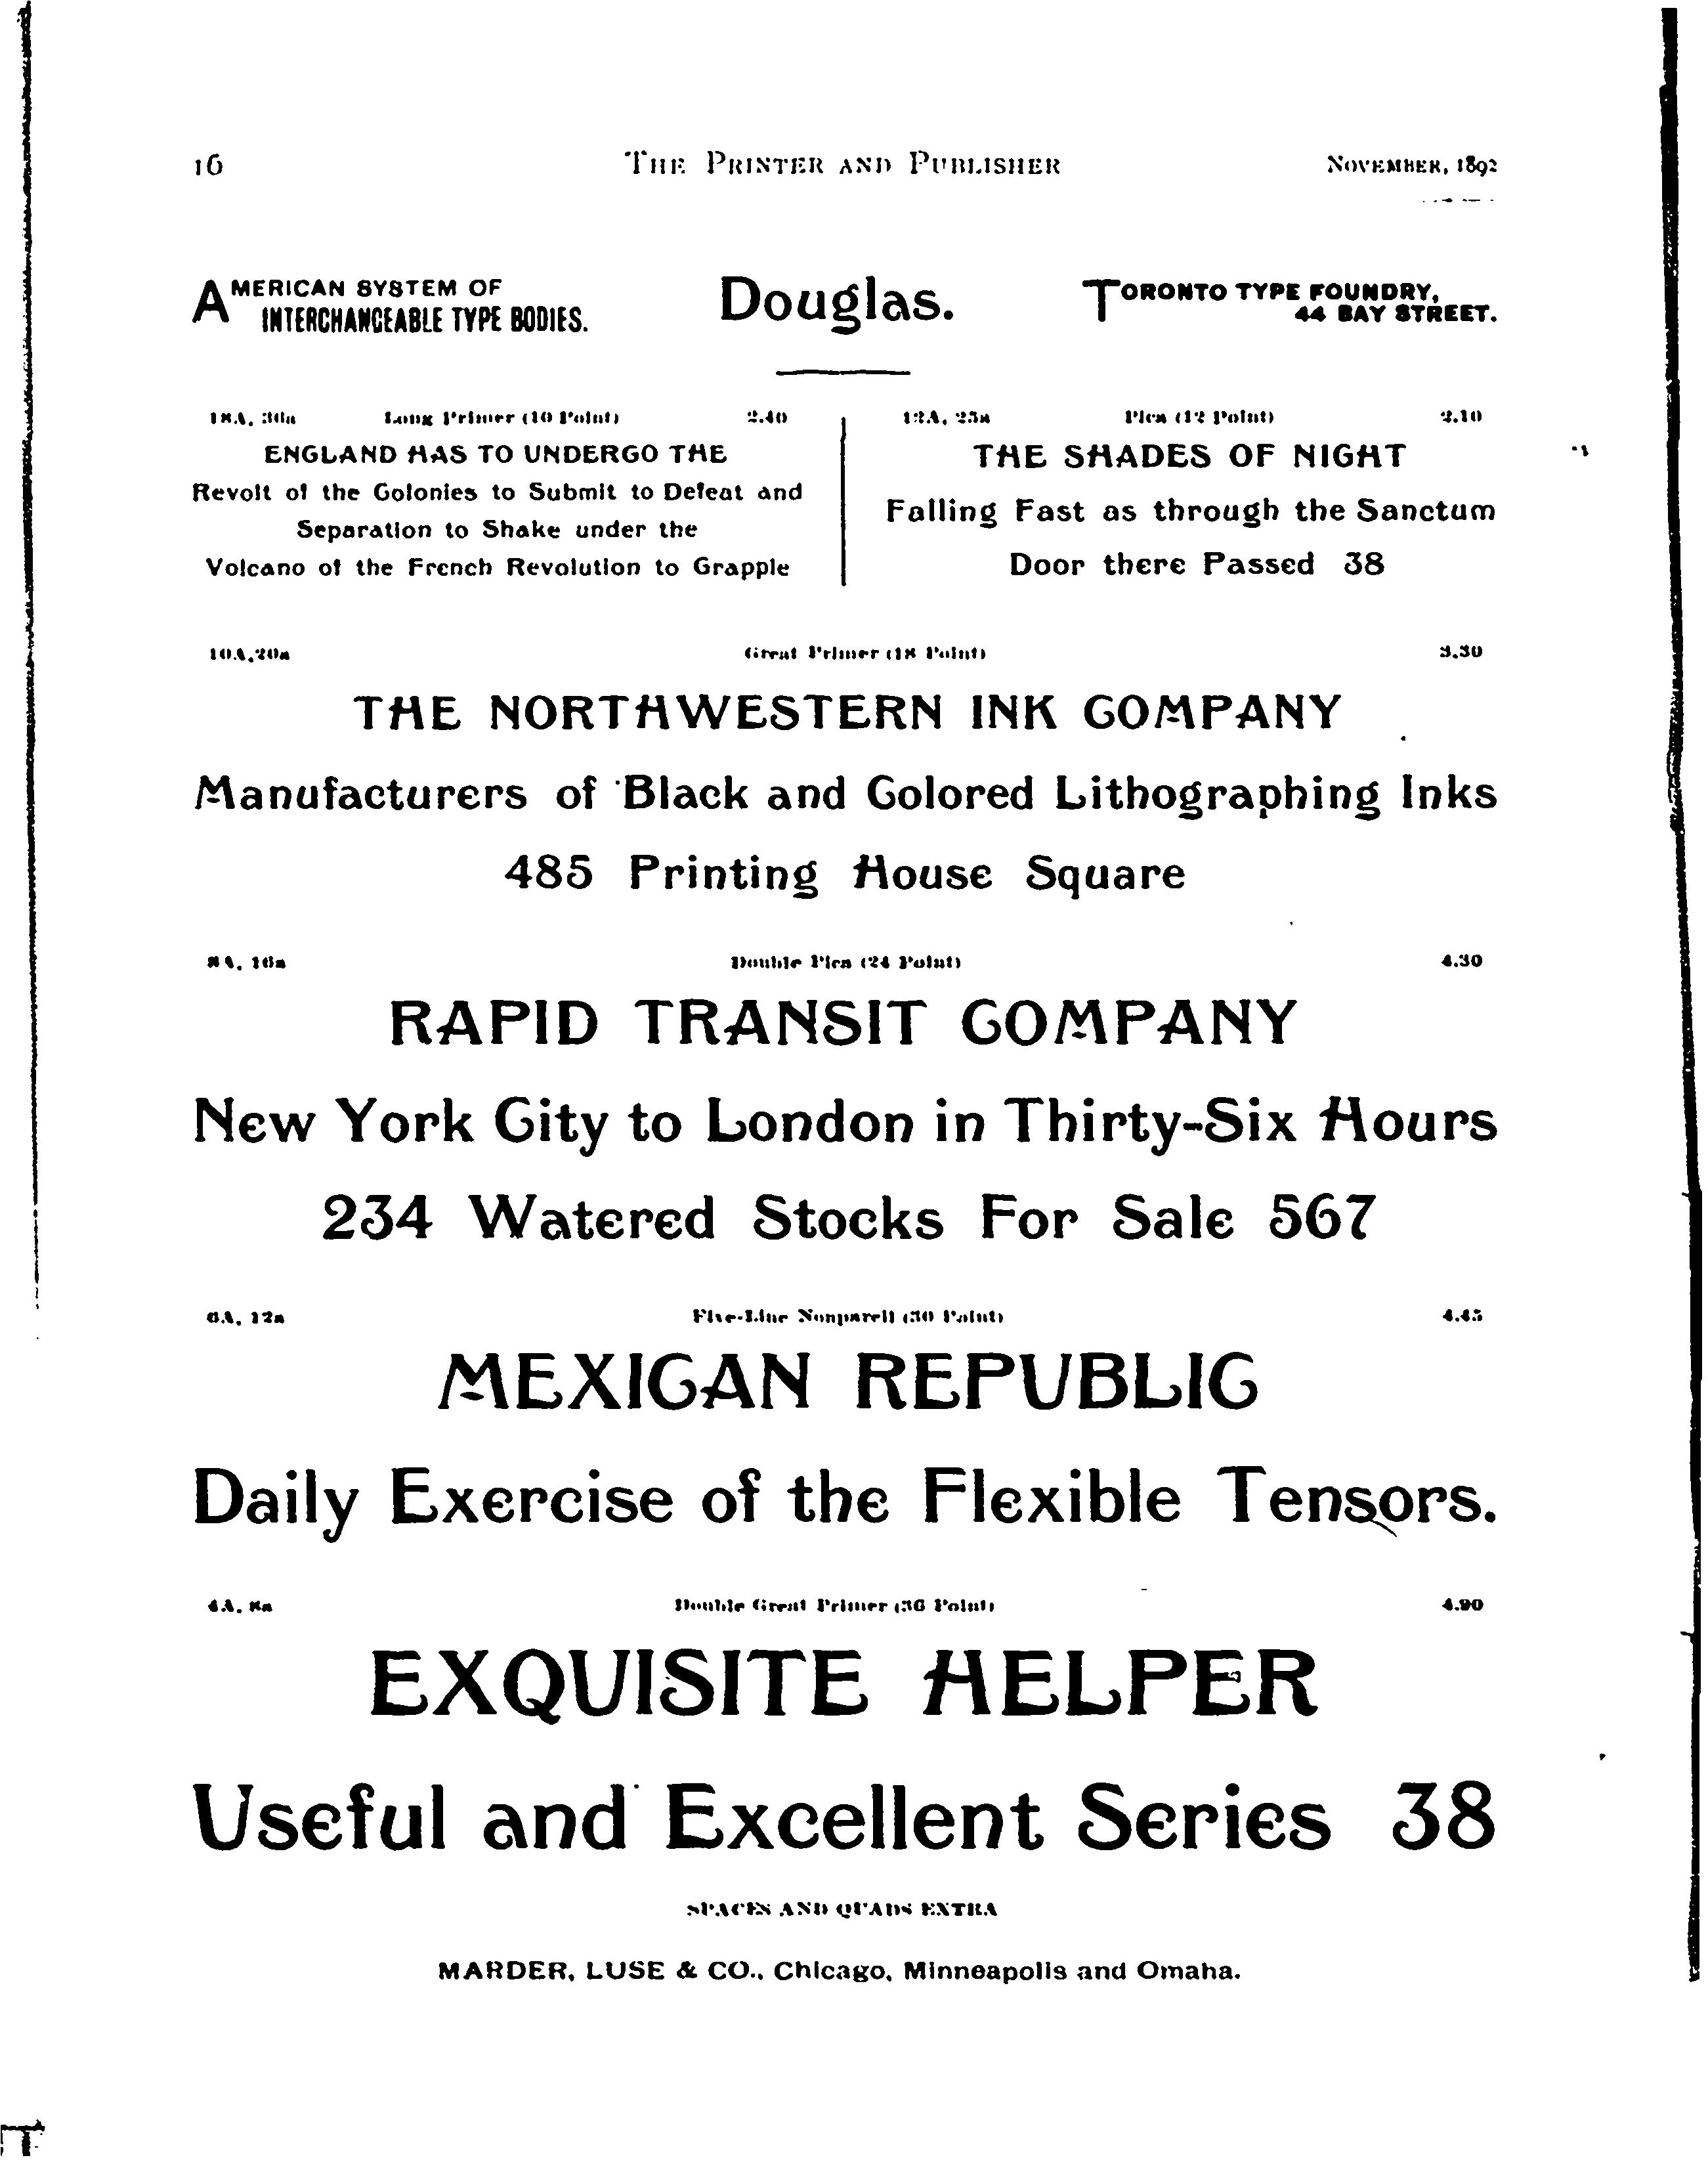 16 THE PRINTER AND PUBLISHER NOVEMBER, 1892
AMERICAN SYSTEM OF
INTERCHANGEABLE TYPE BODIES.
Douglas.
TORONTO TYPE FOUNDRY,
44 BAY STREET.
18A, 36a Long Primer (10 Point) 2.40
ENGLAND HAS TO UNDERGO THE
Revolt of the Colonies to Submit to Defeat and
Separation to Shake under the
Volcano of the French Revolution to Grapple
12A, 25a Pica (12 Point) 2.10
THE SHADES OF NIGHT
Falling Fast as through the Sanctum
Door there Passed 38
10A, 20a Great Primer (18 Point) 3.30
THE NORTHWESTERN INK COMPANY
Manufacturers of Black and Colored Lithographing Inks
485 Printing House Square
8A, 16a Double Pica (24 Point) 4.30
RAPID TRANSIT COMPANY
New York City to London in Thirty-Six Hours
234 Watered Stocks For Sale 567
6A, 12a Five-Line Nonpareil (30 Point) 4.45
MEXICAN REPUBLIC
Daily Exercise of the Flexible Tensors.
4A, 8a Double Great Primer (36 Point) 4.90
EXQUISITE HELPER
Useful and Excellent Series 38
SPACES AND QUADS EXTRA
MARDER, LUSE & CO., Chicago, Minneapolis and Omaha.